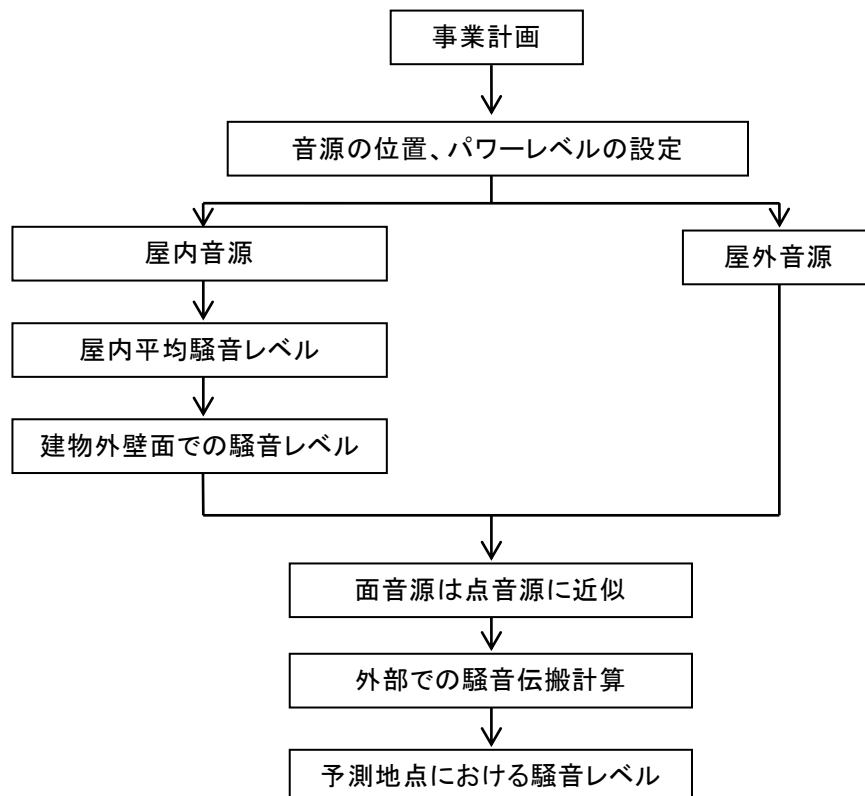 事業計画
音源の位置、パワーレベルの設定
屋内音源
屋外音源
屋内平均騒音レベル
建物外壁面での騒音レベル
面音源は点音源に近似
外部での騒音伝搬計算
予測地点における騒音レベル